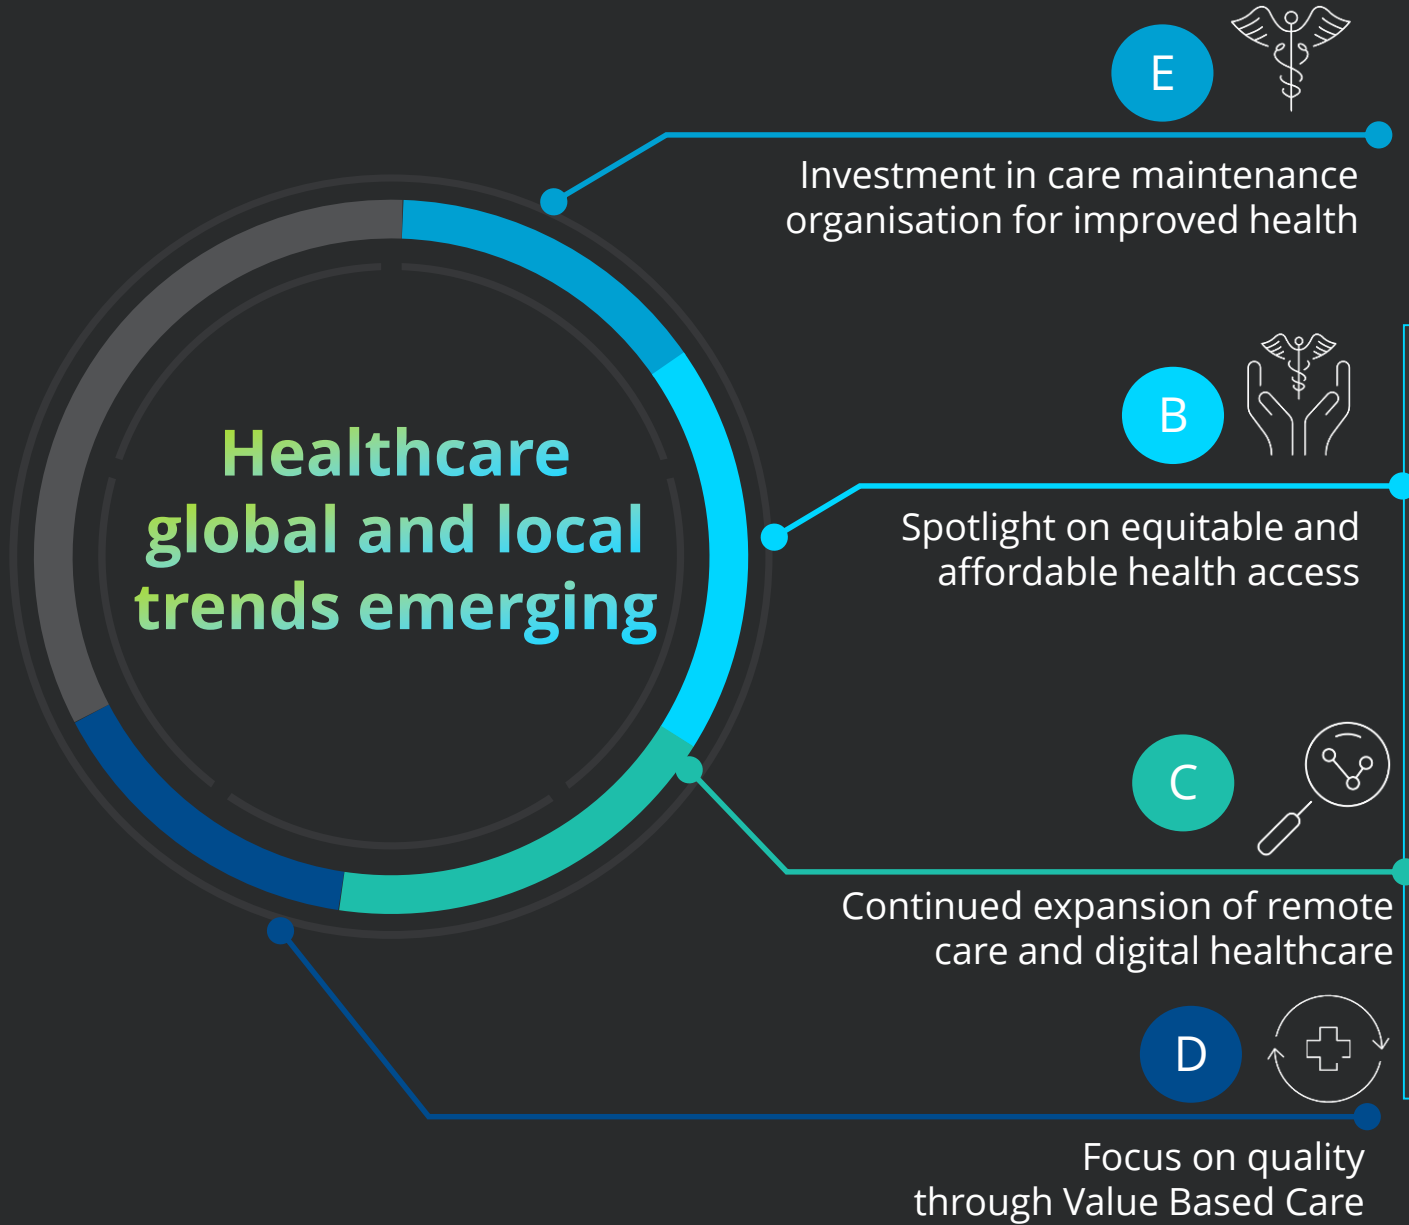 Healthcare
global and local
trends emerging
E
Investment in care maintenance
organisation for improved health
B
Spotlight on equitable and
affordable health access
C
Continued expansion of remote
care and digital healthcare
D
Focus on quality
through Value Based Care